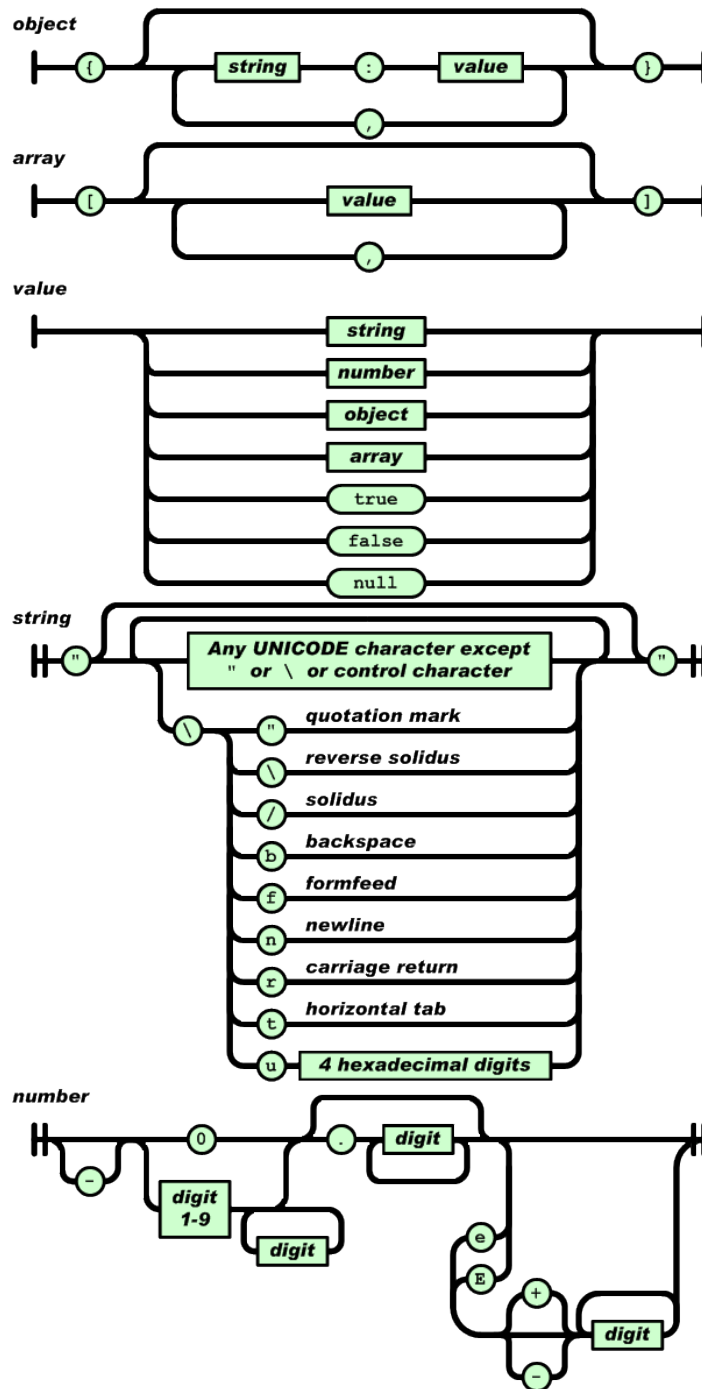 object
{ string : value }
,
array
[ value ]
,
value
string
number
object
array
true
false
null
string
" Any UNICODE character except "
" or \ or control character
\ " quotation mark
\ reverse solidus
/ solidus
b backspace
f formfeed
n newline
r carriage return
t horizontal tab
u 4 hexadecimal digits
number
0 . digit
-
digit
1-9
digit
e
E
+
digit
-